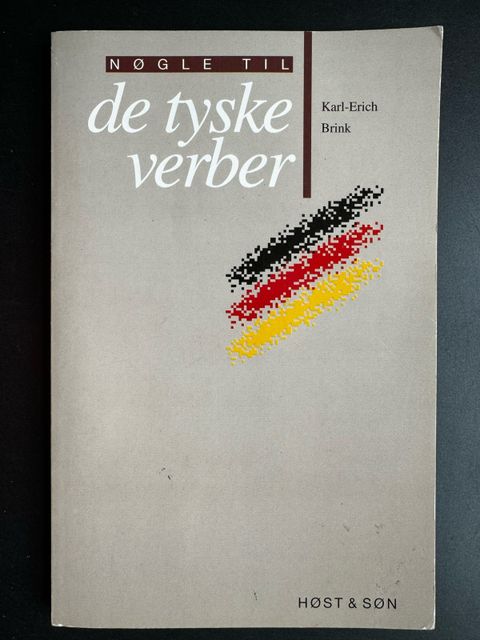 NØGLE TIL
de tyske
verber
Karl-Erich
Brink
HØST & SØN